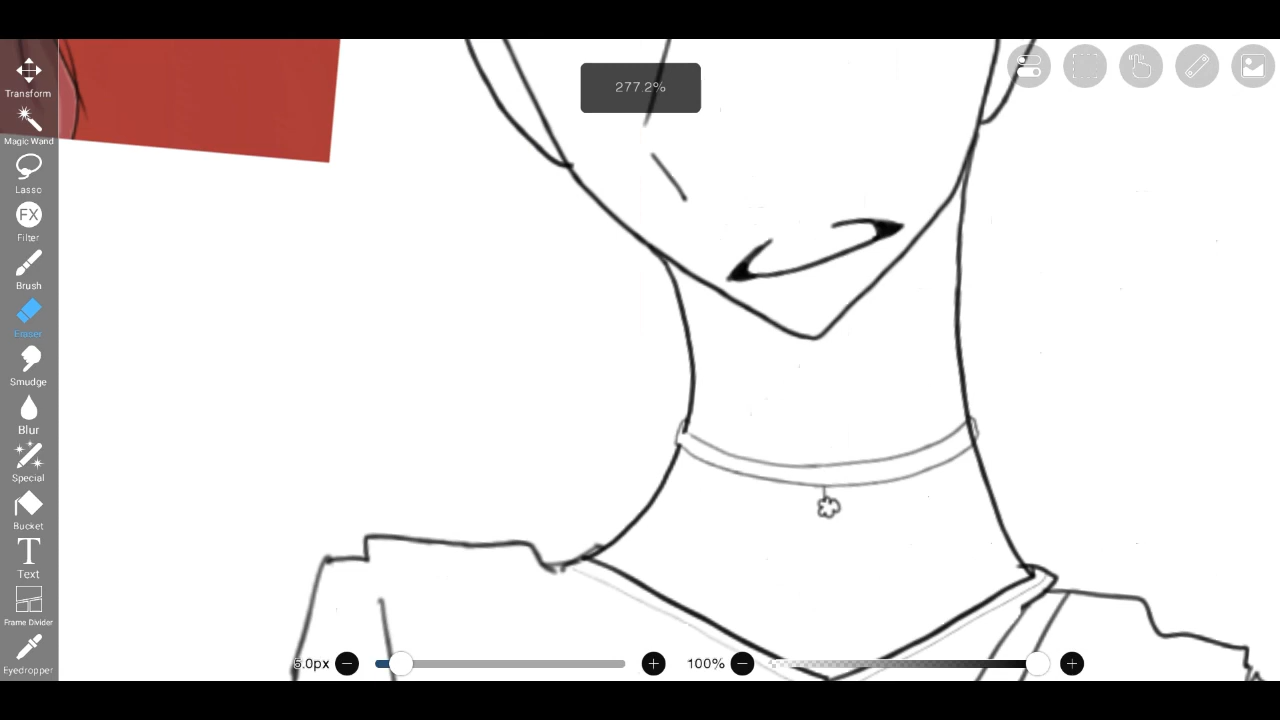 277.2%
Transform
Magic Wand
Lasso
FX
Filter
Brush
Eraser
Smudge
Blur
Special
Bucket
T
Text
Frame Divider
Eyedropper
5.0px
100%